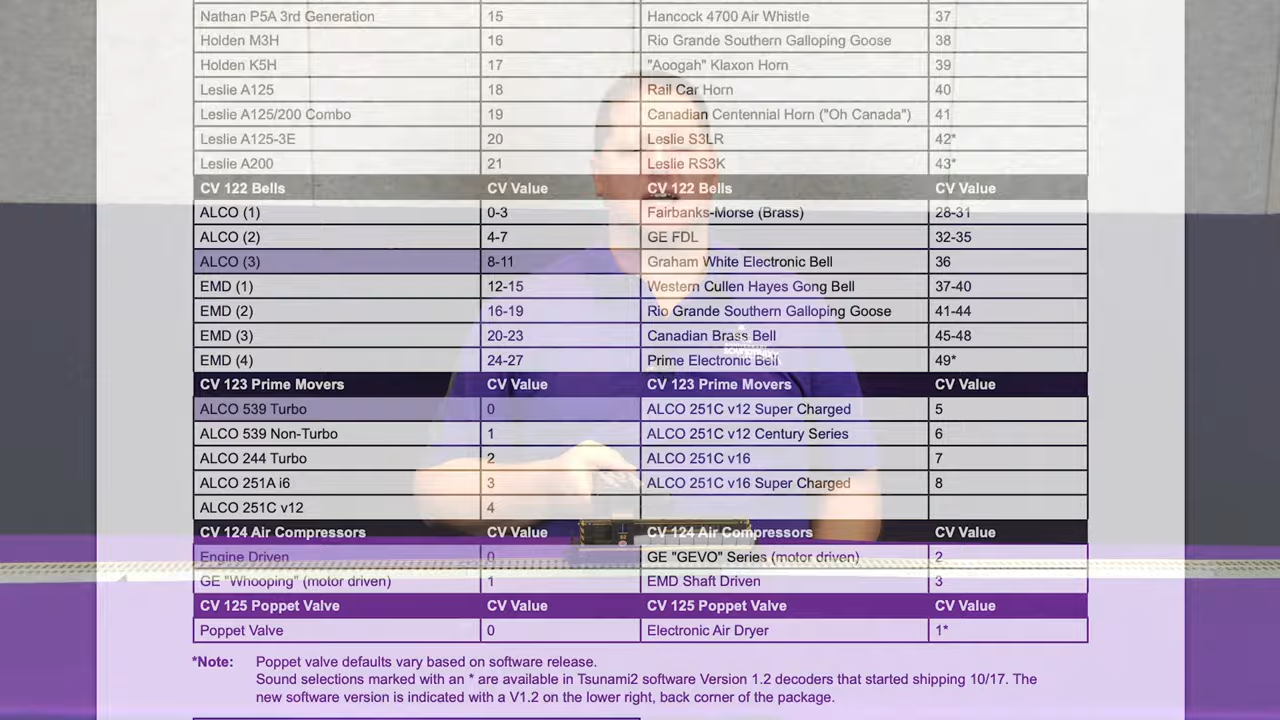 Nathan P5A 3rd Generation 15 Hancock 4700 Air Whistle 37
Holden M3H 16 Rio Grande Southern Galloping Goose 38
Holden K5H 17 "Aoogah" Klaxon Horn 39
Leslie A125 18 Rail Car Horn 40
Leslie A125/200 Combo 19 Canadian Centennial Horn ("Oh Canada") 41
Leslie A125-3E 20 Leslie S3LR 42*
Leslie A200 21 Leslie RS3K 43*
CV 122 Bells CV Value CV 122 Bells CV Value
ALCO (1) 0-3 Fairbanks-Morse (Brass) 28-31
ALCO (2) 4-7 GE FDL 32-35
ALCO (3) 8-11 Graham White Electronic Bell 36
EMD (1) 12-15 Western Cullen Hayes Gong Bell 37-40
EMD (2) 16-19 Rio Grande Southern Galloping Goose 41-44
EMD (3) 20-23 Canadian Brass Bell 45-48
EMD (4) 24-27 Prime Electronic Bell 49*
CV 123 Prime Movers CV Value CV 123 Prime Movers CV Value
ALCO 539 Turbo 0 ALCO 251C v12 Super Charged 5
ALCO 539 Non-Turbo 1 ALCO 251C v12 Century Series 6
ALCO 244 Turbo 2 ALCO 251C v16 7
ALCO 251A i6 3 ALCO 251C v16 Super Charged 8
ALCO 251C v12 4
CV 124 Air Compressors CV Value CV 124 Air Compressors CV Value
Engine Driven 0 GE "GEVO" Series (motor driven) 2
GE "Whooping" (motor driven) 1 EMD Shaft Driven 3
CV 125 Poppet Valve CV Value CV 125 Poppet Valve CV Value
Poppet Valve 0 Electronic Air Dryer 1*
*Note: Poppet valve defaults vary based on software release.
Sound selections marked with an * are available in Tsunami2 software Version 1.2 decoders that started shipping 10/17. The
new software version is indicated with a V1.2 on the lower right, back corner of the package.